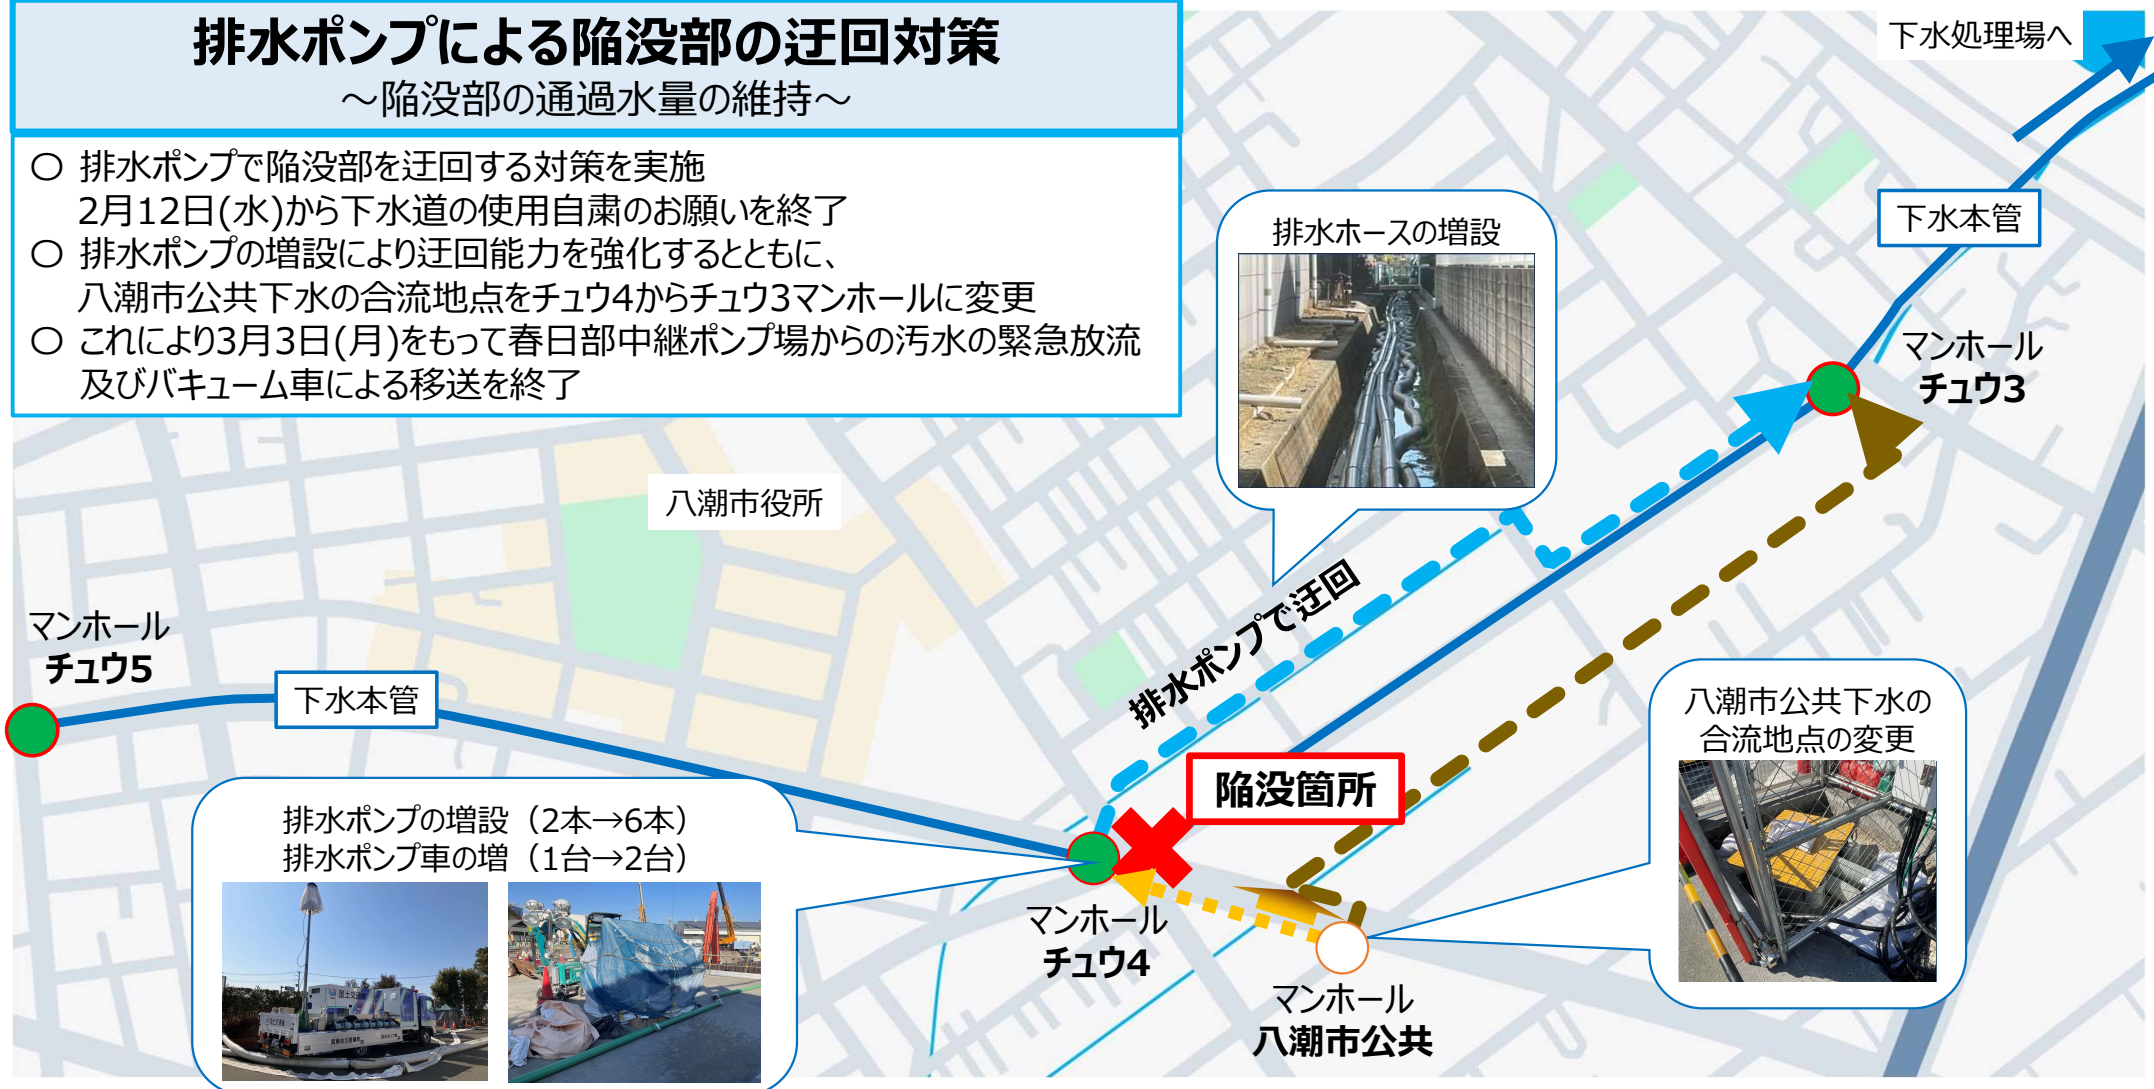 排水ポンプによる陥没部の迂回対策
～陥没部の通過水量の維持～
〇 排水ポンプで陥没部を迂回する対策を実施
2月12日(水)から下水道の使用自粛のお願いを終了
〇 排水ポンプの増設により迂回能力を強化するとともに、
八潮市公共下水の合流地点をチュウ4からチュウ3マンホールに変更
〇 これにより3月3日(月)をもって春日部中継ポンプ場からの汚水の緊急放流
及びバキューム車による移送を終了
下水処理場へ
下水本管
排水ホースの増設
マンホール
チュウ3
八潮市役所
排水ポンプで迂回
マンホール
チュウ5
下水本管
陥没箇所
八潮市公共下水の
合流地点の変更
排水ポンプの増設（2本→6本）
排水ポンプ車の増（1台→2台）
国土交通省
マンホール
チュウ4
マンホール
八潮市公共